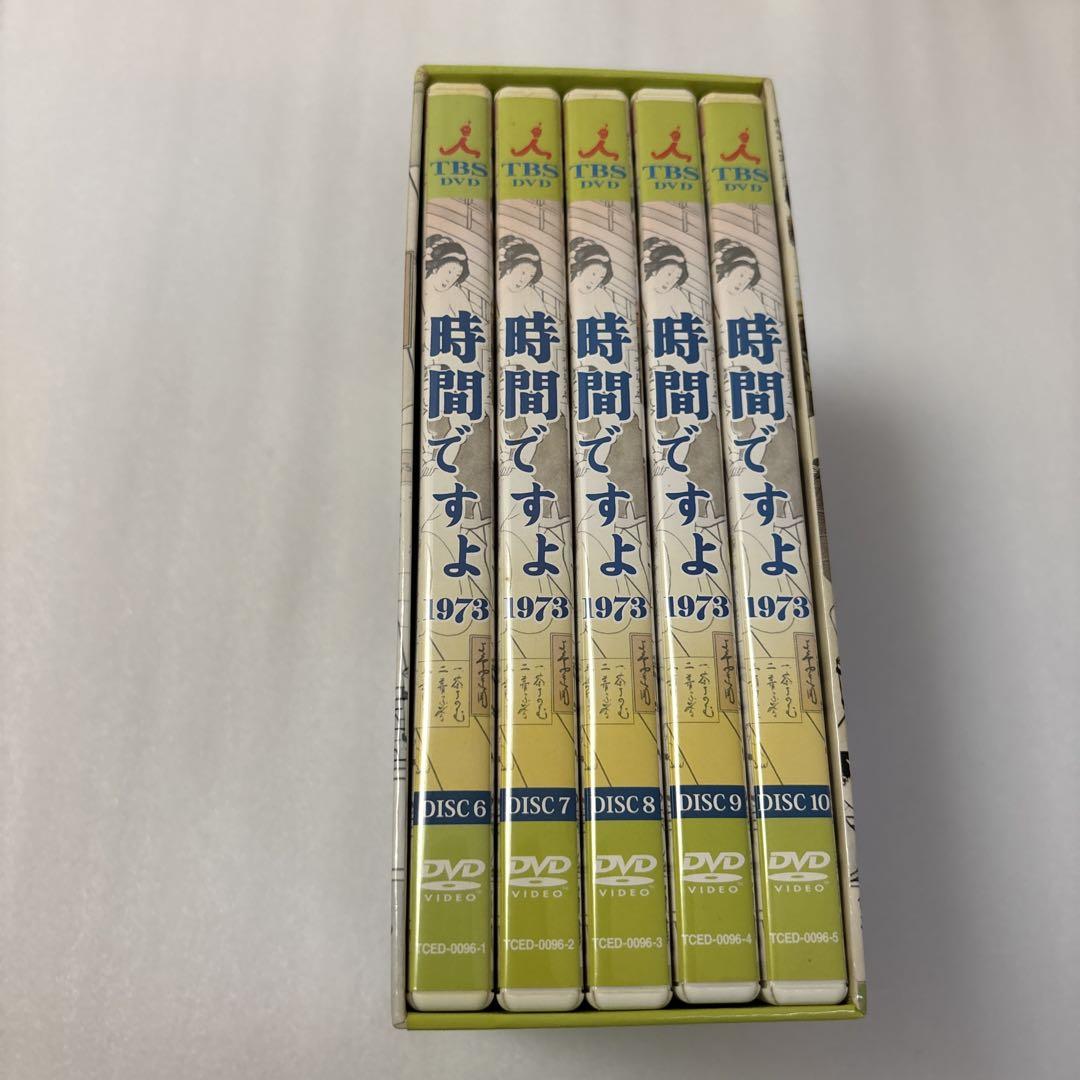 TBS
DVD
時間ですよ
1973
DISC 6
DVD
VIDEO
TCED-0096-1
TBS
DVD
時間ですよ
1973
DISC 7
DVD
VIDEO
TCED-0096-2
TBS
DVD
時間ですよ
1973
DISC 8
DVD
VIDEO
TCED-0096-3
TBS
DVD
時間ですよ
1973
DISC 9
DVD
VIDEO
TCED-0096-4
TBS
DVD
時間ですよ
1973
DISC 10
DVD
VIDEO
TCED-0096-5